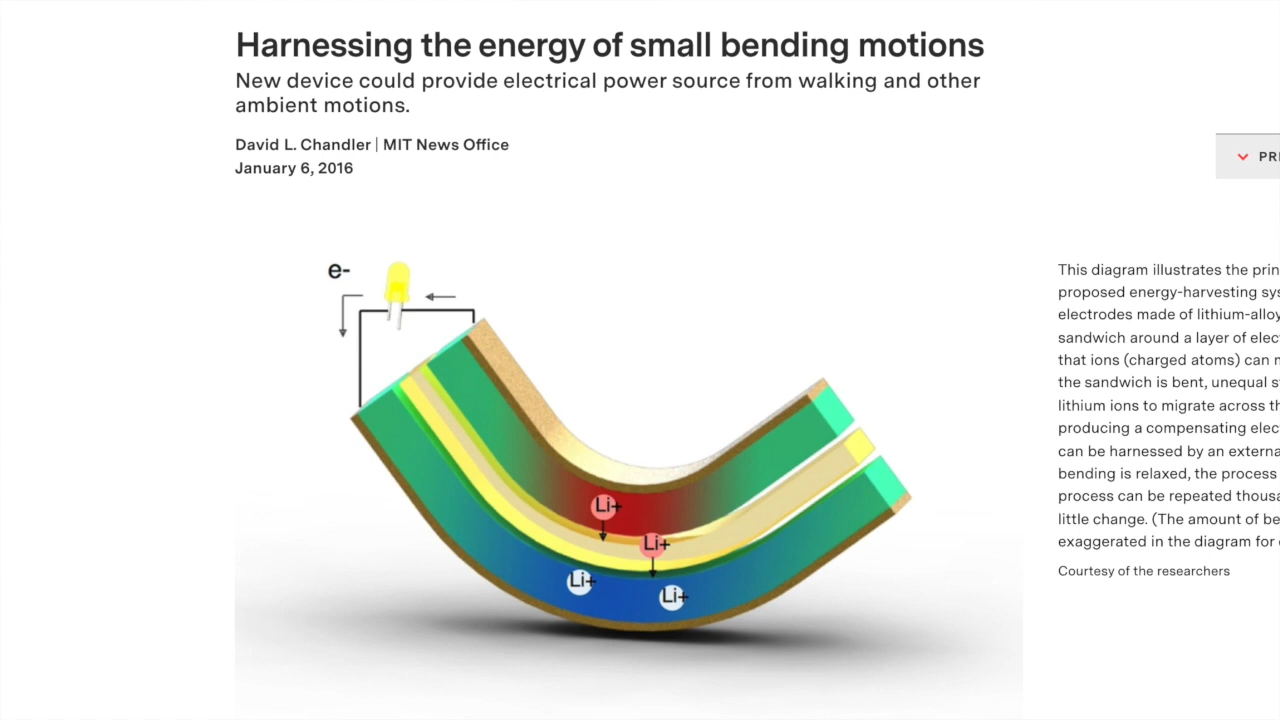 Harnessing the energy of small bending motions
New device could provide electrical power source from walking and other
ambient motions.
David L. Chandler | MIT News Office
January 6, 2016
PRI
e-
Li+
Li+
Li+
Li+
This diagram illustrates the prin
proposed energy-harvesting sys
electrodes made of lithium-alloy
sandwich around a layer of elec
that ions (charged atoms) can m
the sandwich is bent, unequal s
lithium ions to migrate across th
producing a compensating elec
can be harnessed by an externa
bending is relaxed, the process
process can be repeated thousa
little change. (The amount of be
exaggerated in the diagram for
Courtesy of the researchers